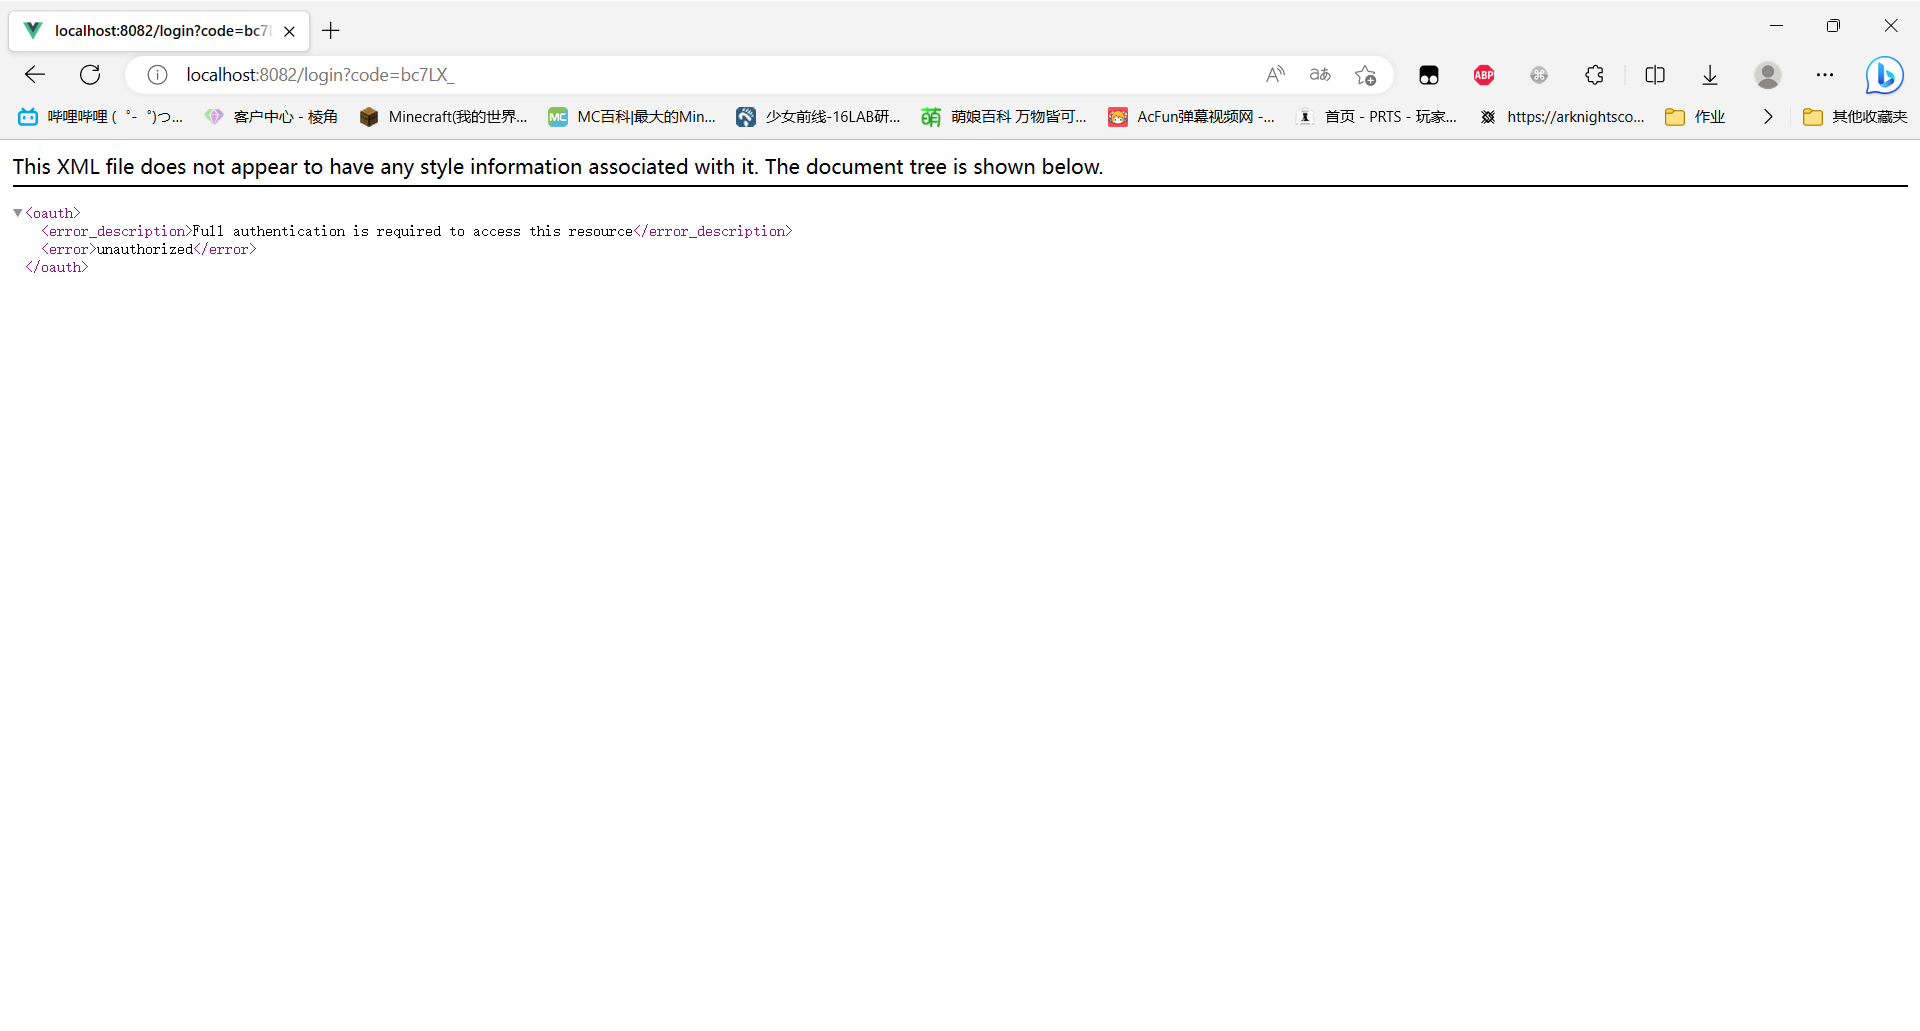 localhost:8082/login?code=bc7l
localhost:8082/login?code=bc7LX_
哔哩哔哩 ( ゜- ゜)つ... 客户中心 - 棱角 Minecraft(我的世界... MC MC百科|最大的Min... 少女前线-16LAB研... 萌 萌娘百科 万物皆可... AcFun弹幕视频网 -... 首页 - PRTS - 玩家... https://arknightsco... 作业 其他收藏夹
This XML file does not appear to have any style information associated with it. The document tree is shown below.
▼<oauth>
<error_description>Full authentication is required to access this resource</error_description>
<error>unauthorized</error>
</oauth>